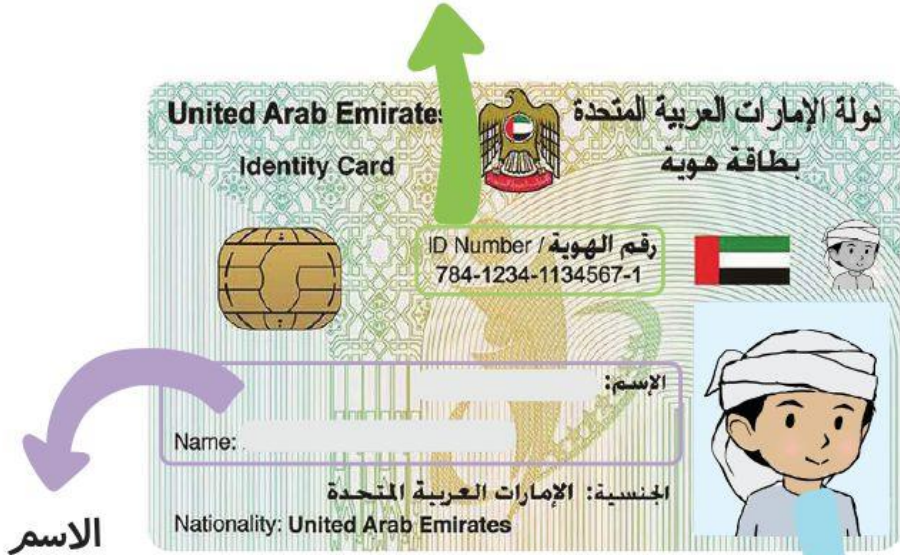 United Arab Emirates
دولة الإمارات العربية المتحدة
Identity Card
بطاقة هوية
ID Number / رقم الهوية
784-1234-1134567-1
الإسم:
Name:
الجنسية: الإمارات العربية المتحدة
Nationality: United Arab Emirates
الاسم